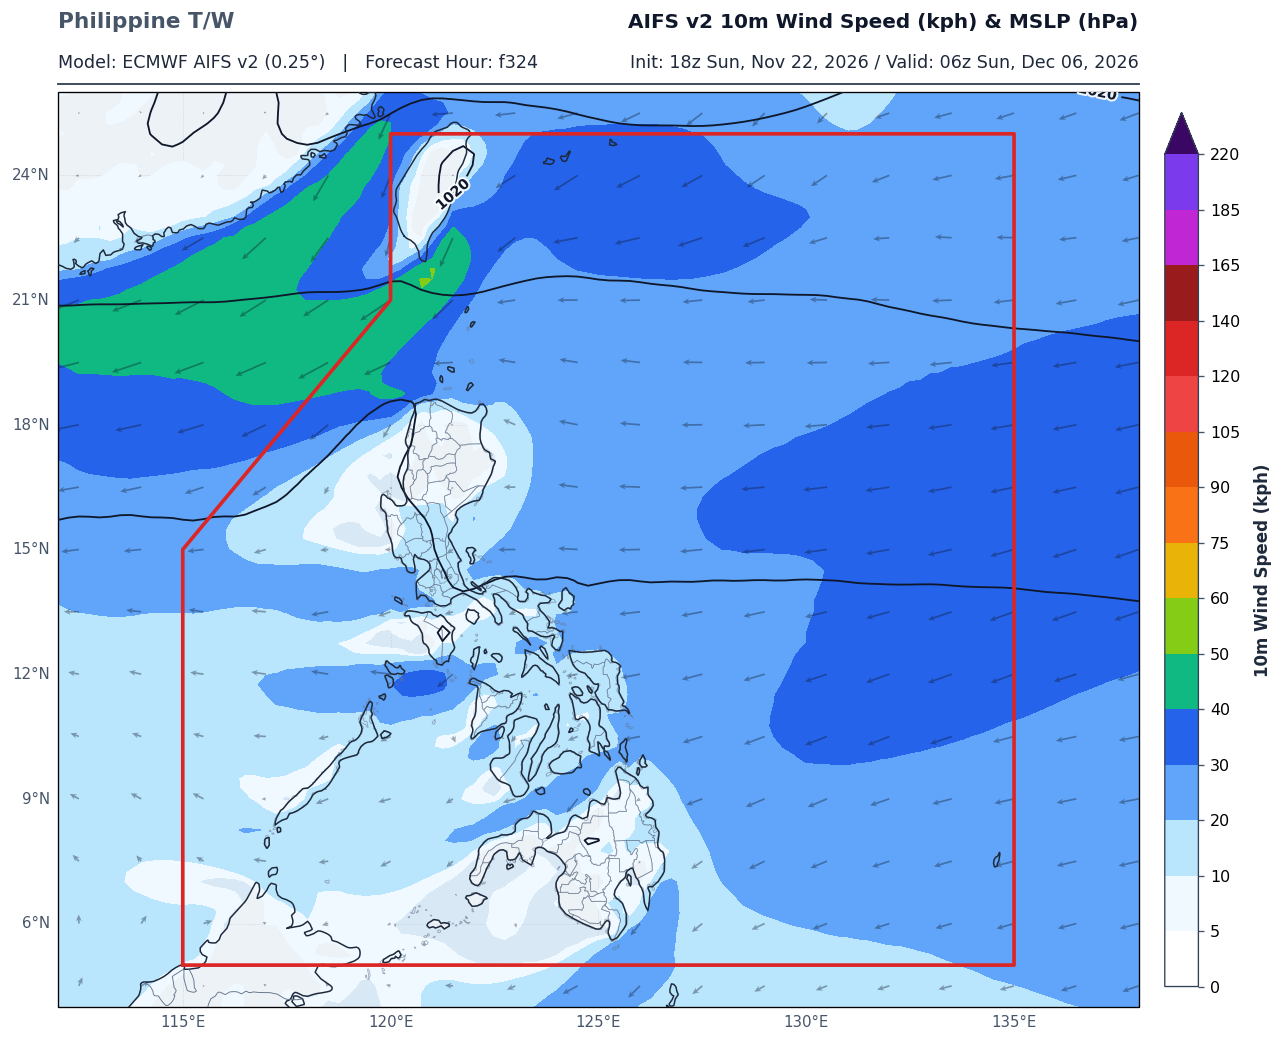 Philippine T/W
AIFS v2 10m Wind Speed (kph) & MSLP (hPa)
Model: ECMWF AIFS v2 (0.25°)   |   Forecast Hour: f324
Init: 18z Sun, Nov 22, 2026 / Valid: 06z Sun, Dec 06, 2026
1020
1020
24°N
21°N
18°N
15°N
12°N
9°N
6°N
115°E
120°E
125°E
130°E
135°E
220
185
165
140
120
105
90
75
60
50
40
30
20
10
5
0
10m Wind Speed (kph)